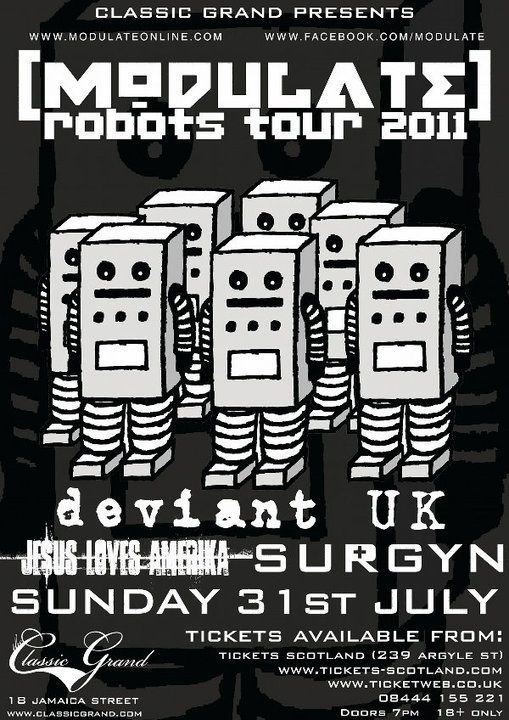 CLASSIC GRAND PRESENTS
WWW.MODULATEONLINE.COM WWW.FACEBOOK.COM/MODULATE
[MODULATE]
robots tour 2011
deviant UK
JESUS LOVES AMERIKA SURGYN
SUNDAY 31ST JULY
TICKETS AVAILABLE FROM:
TICKETS SCOTLAND (239 ARGYLE ST)
WWW.TICKETS-SCOTLAND.COM
WWW.TICKETWEB.CO.UK
08444 155 221
DOORS 7PM 18+ ONLY
the Classic Grand
18 JAMAICA STREET
WWW.CLASSICGRAND.COM